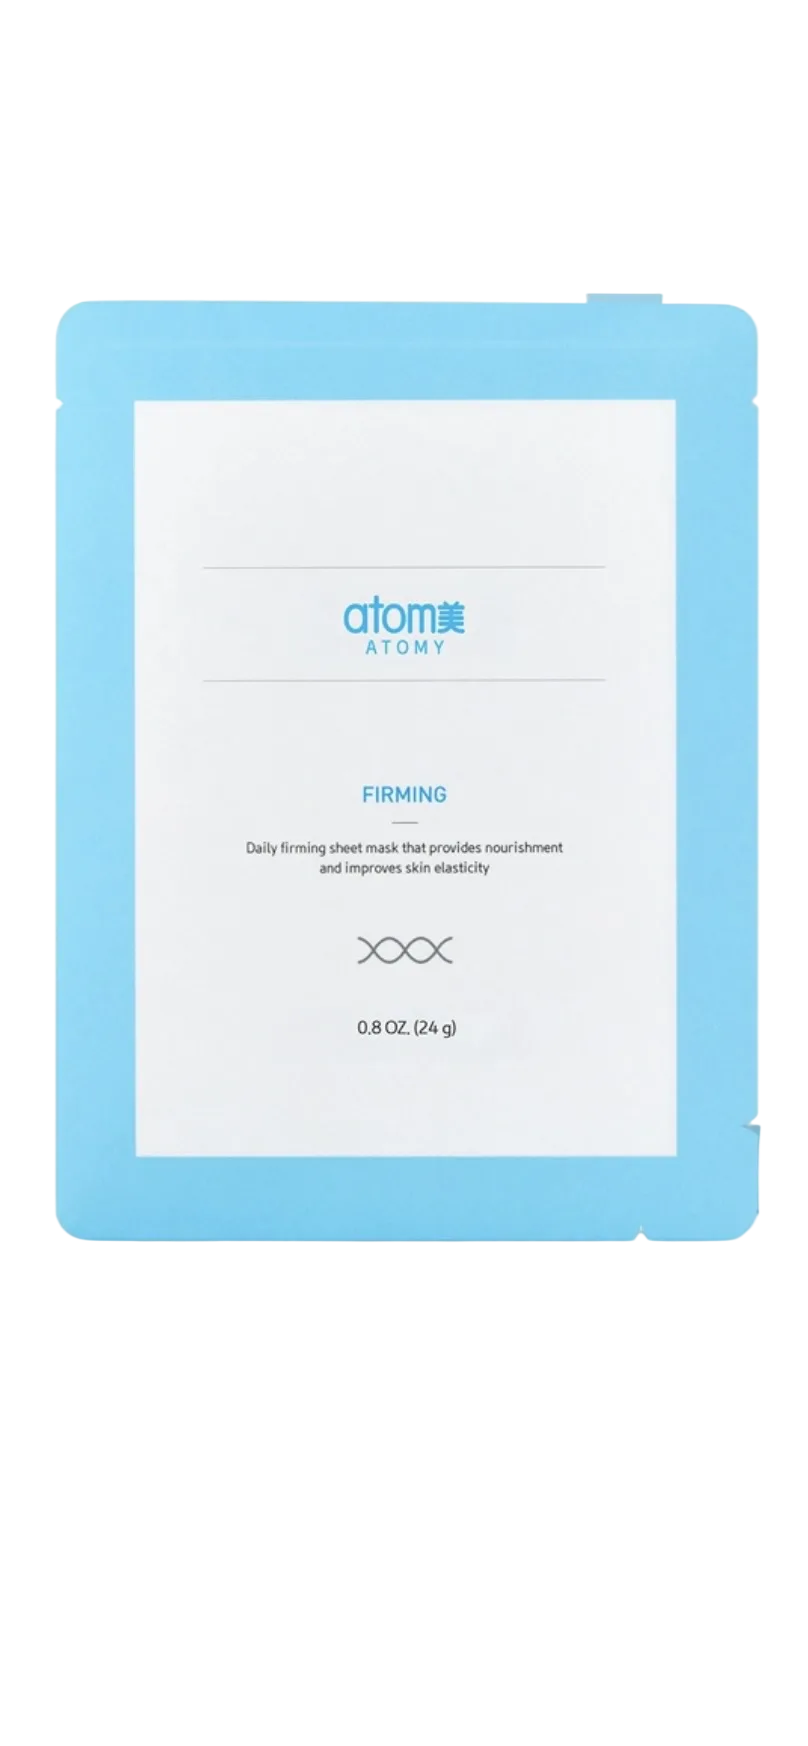 atom美
ATOMY
FIRMING
Daily firming sheet mask that provides nourishment
and improves skin elasticity
0.8 OZ. (24 g)